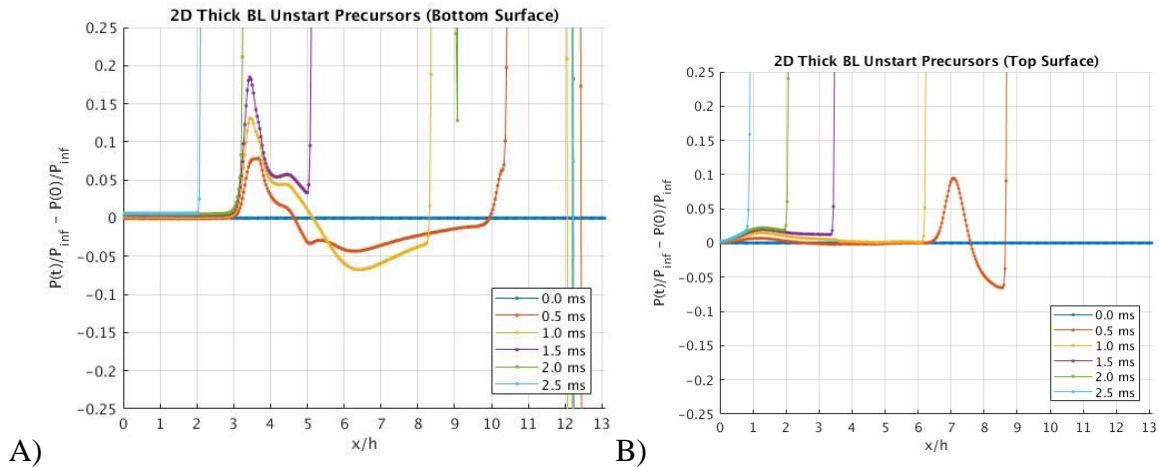 2D Thick BL Unstart Precursors (Bottom Surface)
P(t)/P_inf - P(0)/P_inf
0.25
0.2
0.15
0.1
0.05
0
-0.05
-0.1
-0.15
-0.2
-0.25
0.0 ms
0.5 ms
1.0 ms
1.5 ms
2.0 ms
2.5 ms
0 1 2 3 4 5 6 7 8 9 10 11 12 13
x/h
A)
2D Thick BL Unstart Precursors (Top Surface)
P(t)/P_inf - P(0)/P_inf
0.25
0.2
0.15
0.1
0.05
0
-0.05
-0.1
-0.15
-0.2
-0.25
0.0 ms
0.5 ms
1.0 ms
1.5 ms
2.0 ms
2.5 ms
0 1 2 3 4 5 6 7 8 9 10 11 12 13
x/h
B)